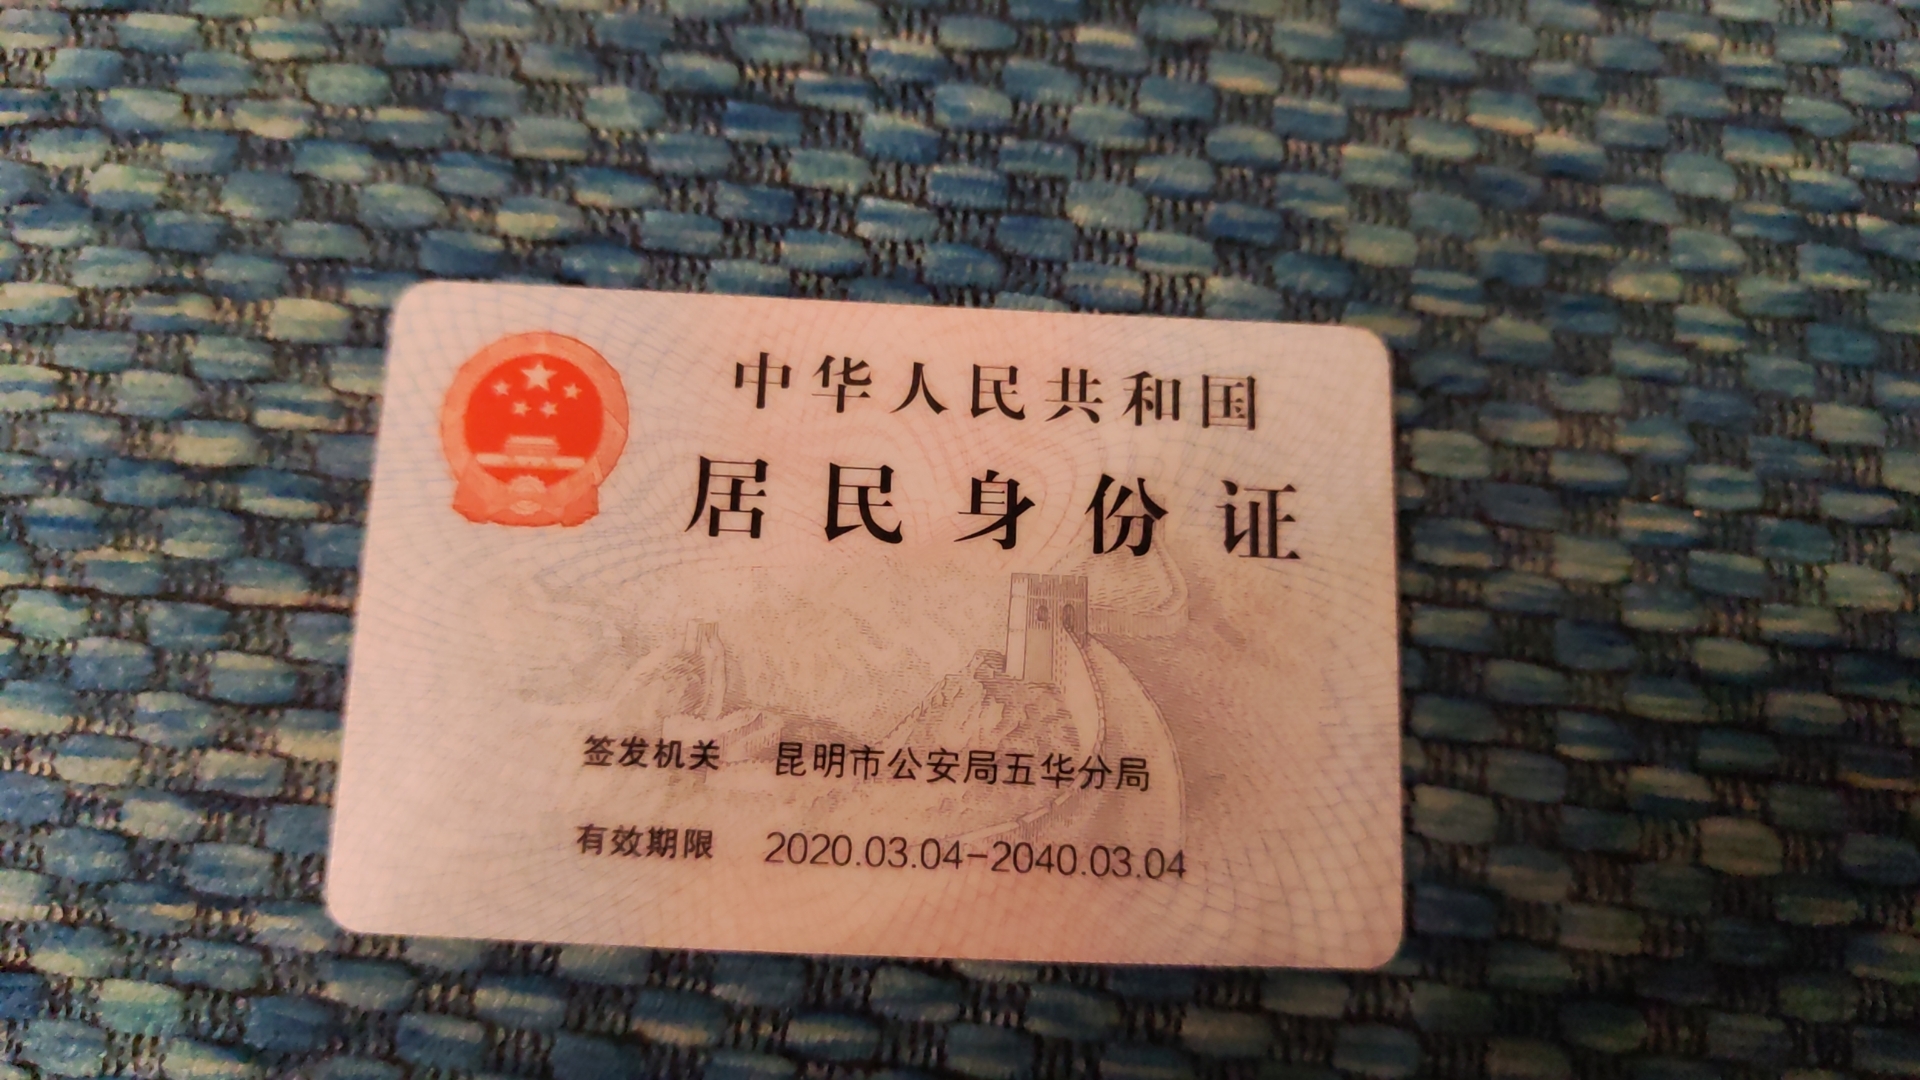 中华人民共和国
居民身份证
签发机关 昆明市公安局五华分局
有效期限 2020.03.04-2040.03.04